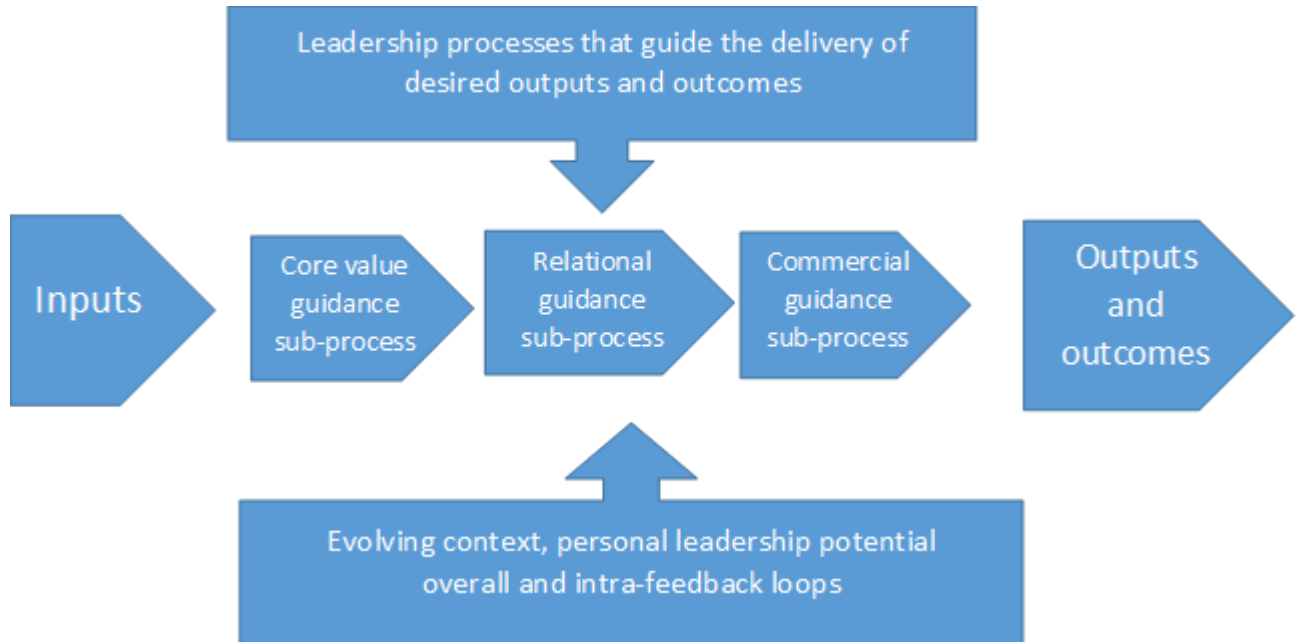 Leadership processes that guide the delivery of
desired outputs and outcomes
Inputs
Core value
guidance
sub-process
Relational
guidance
sub-process
Commercial
guidance
sub-process
Outputs
and
outcomes
Evolving context, personal leadership potential
overall and intra-feedback loops